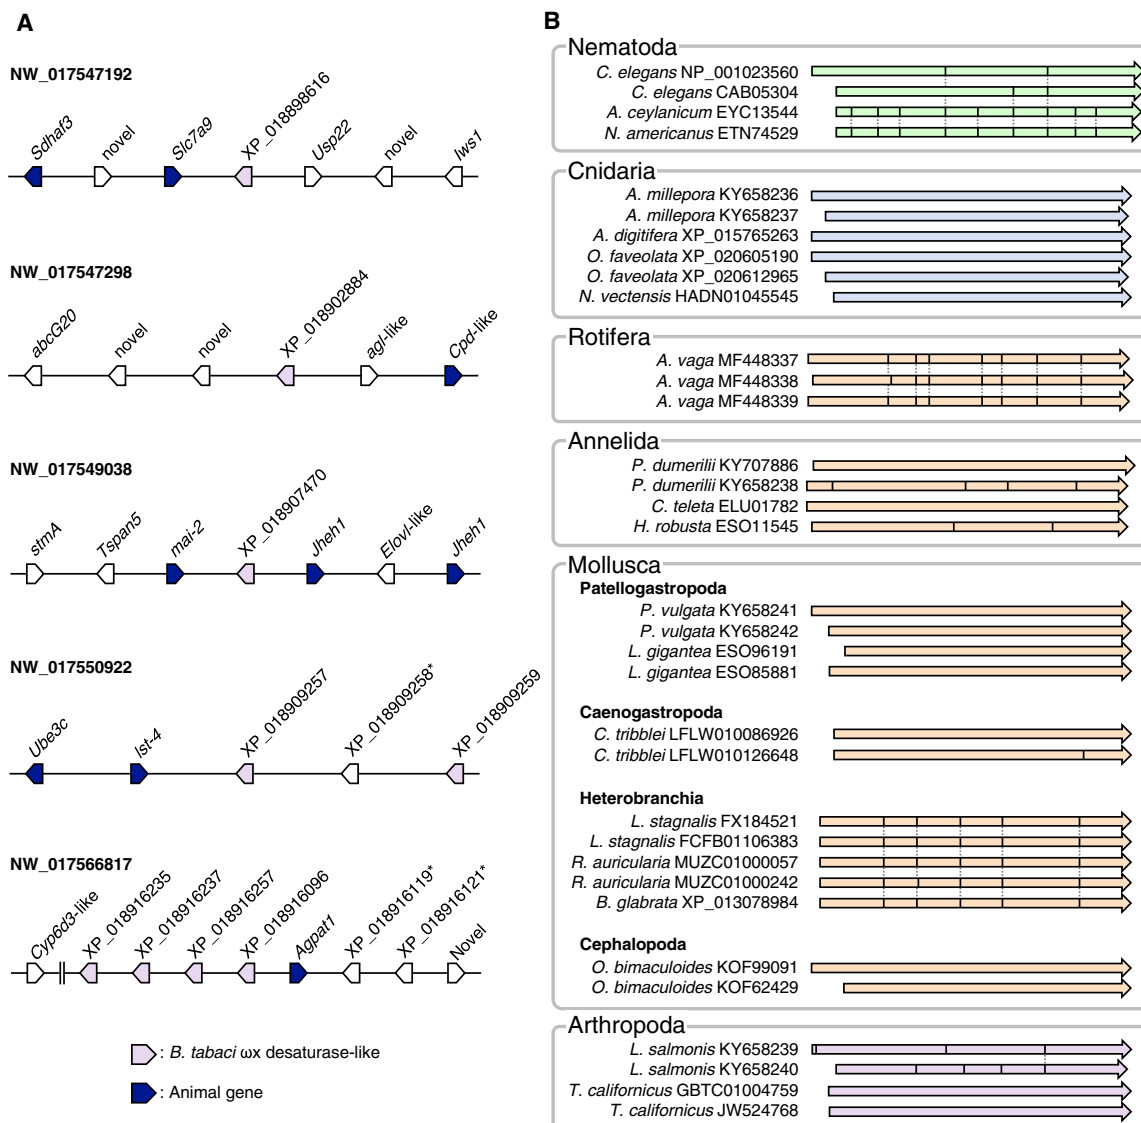 A
NW_017547192
Sdhaf3
novel
Slc7a9
XP_018898616
Usp22
novel
Iws1
NW_017547298
abcG20
novel
novel
XP_018902884
agl-like
Cpd-like
NW_017549038
stmA
Tspan5
mai-2
XP_018907470
Jheh1
Elovl-like
Jheh1
NW_017550922
Ube3c
Ist-4
XP_018909257
XP_018909258*
XP_018909259
NW_017566817
Cyp6d3-like
XP_018916235
XP_018916237
XP_018916257
XP_018916096
Agpat1
XP_018916119*
XP_018916121*
Novel
: B. tabaci ωx desaturase-like
: Animal gene
B
Nematoda
C. elegans NP_001023560
C. elegans CAB05304
A. ceylanicum EYC13544
N. americanus ETN74529
Cnidaria
A. millepora KY658236
A. millepora KY658237
A. digitifera XP_015765263
O. faveolata XP_020605190
O. faveolata XP_020612965
N. vectensis HADN01045545
Rotifera
A. vaga MF448337
A. vaga MF448338
A. vaga MF448339
Annelida
P. dumerilii KY707886
P. dumerilii KY658238
C. teleta ELU01782
H. robusta ESO11545
Mollusca
Patellogastropoda
P. vulgata KY658241
P. vulgata KY658242
L. gigantea ESO96191
L. gigantea ESO85881
Caenogastropoda
C. tribblei LFLW010086926
C. tribblei LFLW010126648
Heterobranchia
L. stagnalis FX184521
L. stagnalis FCFB01106383
R. auricularia MUZC01000057
R. auricularia MUZC01000242
B. glabrata XP_013078984
Cephalopoda
O. bimaculoides KOF99091
O. bimaculoides KOF62429
Arthropoda
L. salmonis KY658239
L. salmonis KY658240
T. californicus GBTC01004759
T. californicus JW524768